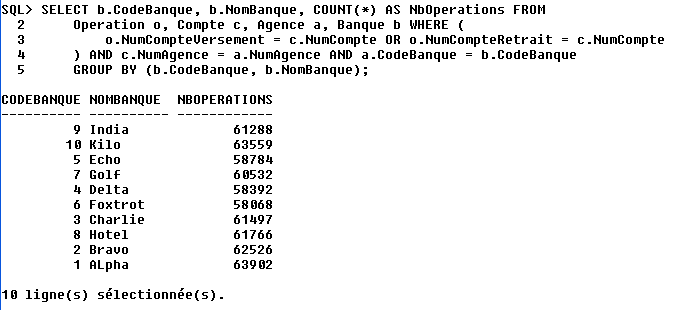 SQL> SELECT b.CodeBanque, b.NomBanque, COUNT(*) AS NbOperations FROM
2 Operation o, Compte c, Agence a, Banque b WHERE (
3 o.NumCompteVersement = c.NumCompte OR o.NumCompteRetrait = c.NumCompte
4 ) AND c.NumAgence = a.NumAgence AND a.CodeBanque = b.CodeBanque
5 GROUP BY (b.CodeBanque, b.NomBanque);
CODEBANQUE NOMBANQUE NBOPERATIONS
---------- ---------- ------------
9 India 61288
10 Kilo 63559
5 Echo 58784
7 Golf 60532
4 Delta 58392
6 Foxtrot 58068
3 Charlie 61497
8 Hotel 61766
2 Bravo 62526
1 ALpha 63902
10 ligne(s) sélectionnée(s).